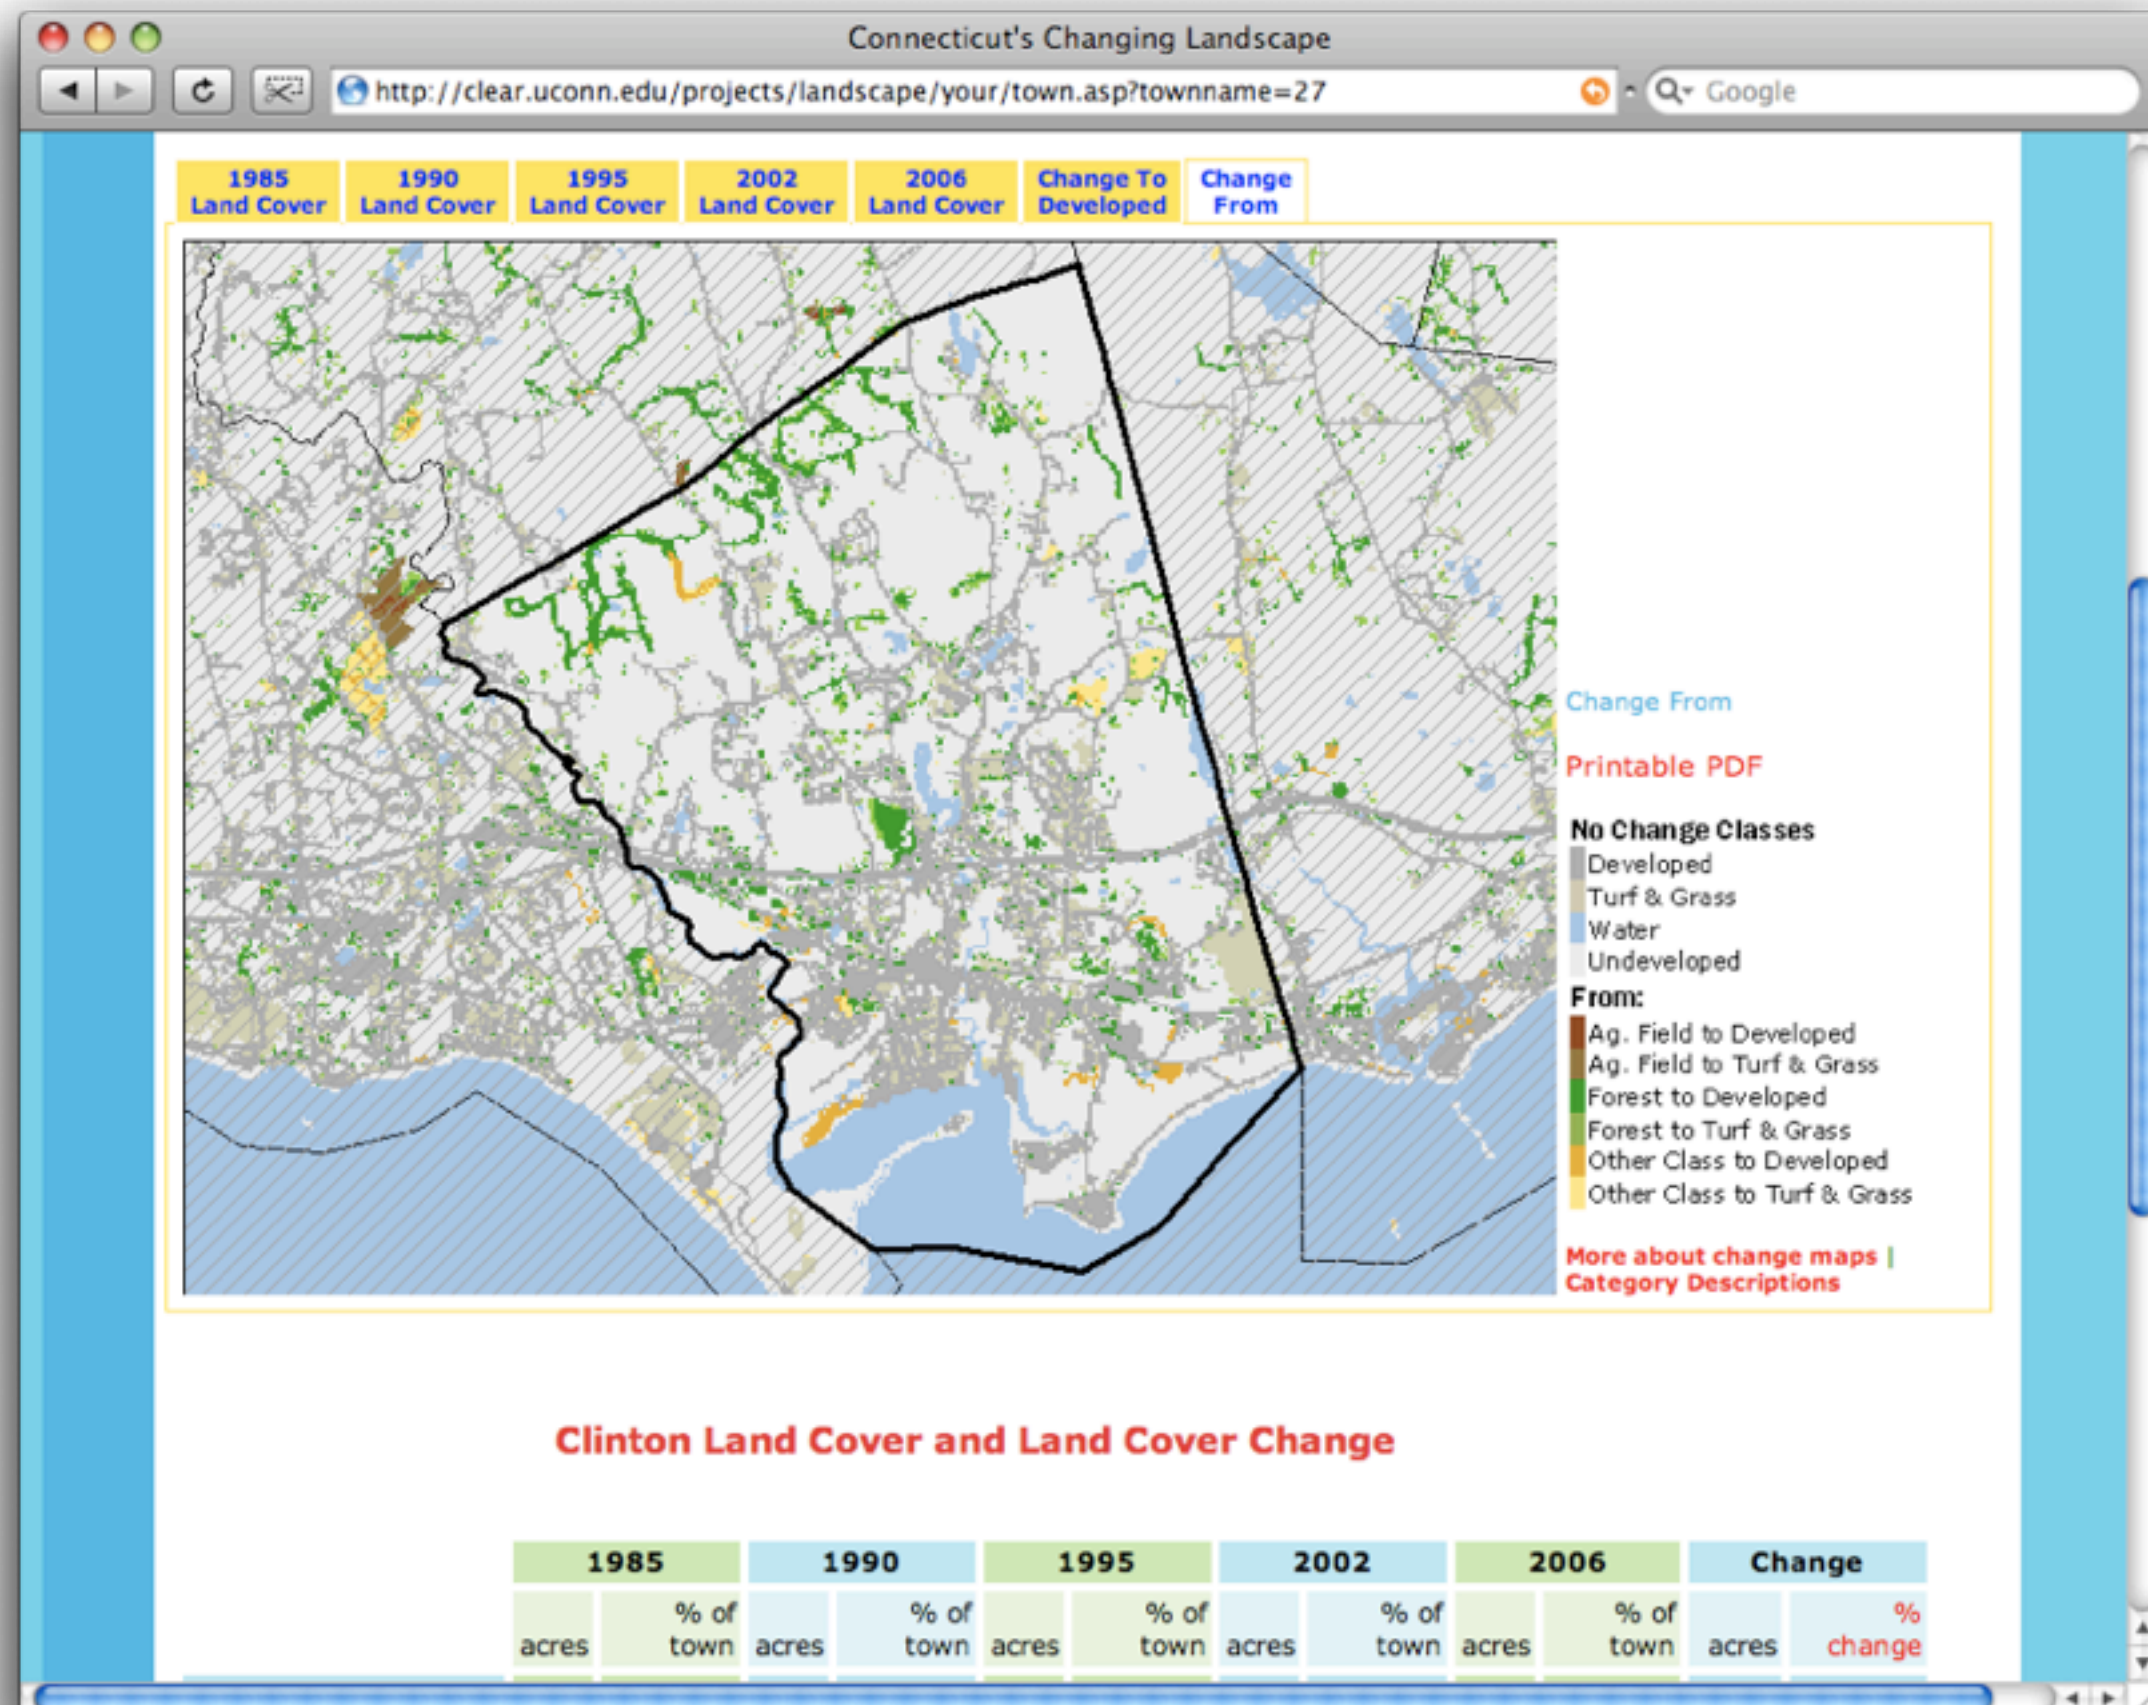 Connecticut's Changing Landscape
http://clear.uconn.edu/projects/landscape/your/town.asp?townname=27
Google
1985 Land Cover
1990 Land Cover
1995 Land Cover
2002 Land Cover
2006 Land Cover
Change To Developed
Change From
Change From
Printable PDF
No Change Classes
Developed
Turf & Grass
Water
Undeveloped
From:
Ag. Field to Developed
Ag. Field to Turf & Grass
Forest to Developed
Forest to Turf & Grass
Other Class to Developed
Other Class to Turf & Grass
More about change maps |
Category Descriptions
Clinton Land Cover and Land Cover Change
1985 1990 1995 2002 2006 Change
acres % of town acres % of town acres % of town acres % of town acres % of town acres % change